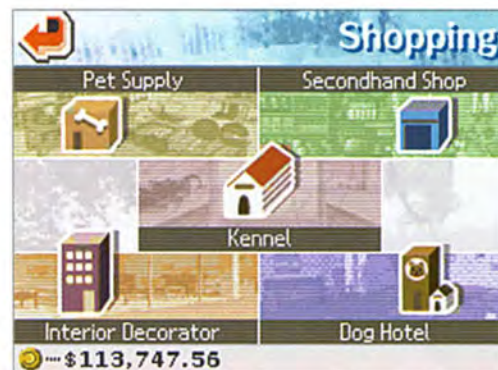 Shopping
Pet Supply
Secondhand Shop
Kennel
Interior Decorator
Dog Hotel
$113,747.56